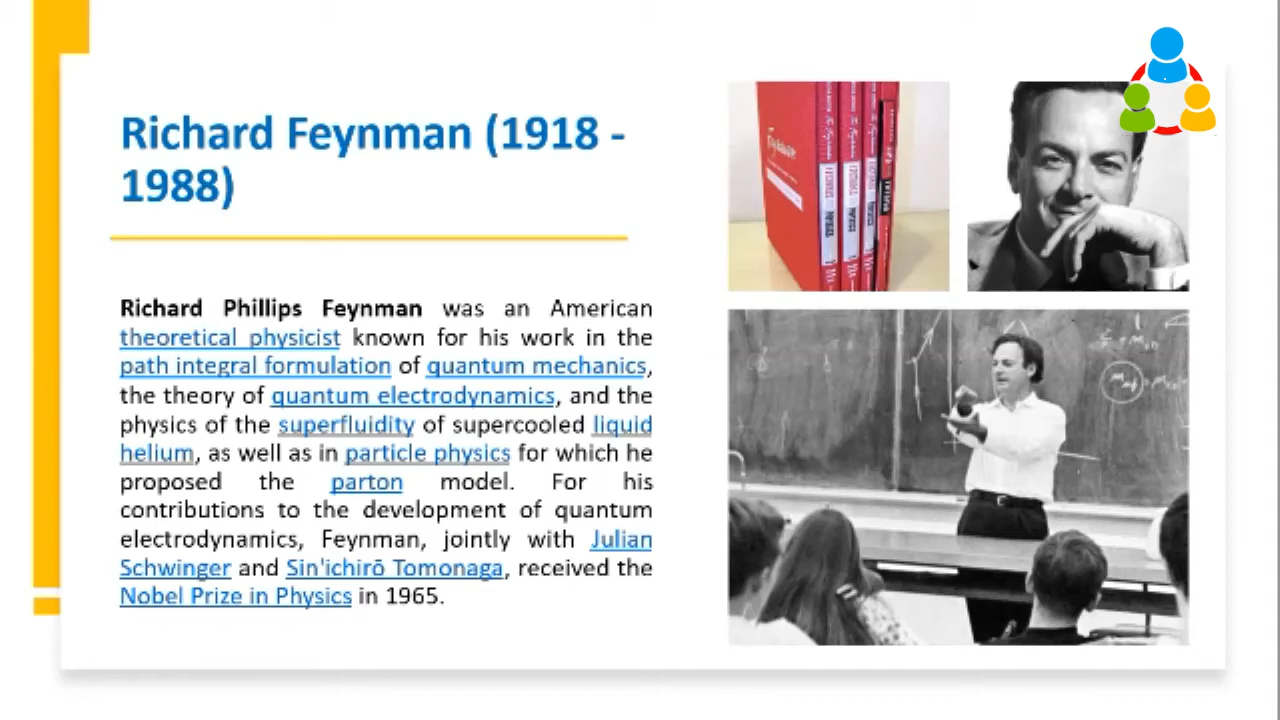 Richard Feynman (1918 -
1988)
Richard Phillips Feynman was an American
theoretical physicist known for his work in the
path integral formulation of quantum mechanics,
the theory of quantum electrodynamics, and the
physics of the superfluidity of supercooled liquid
helium, as well as in particle physics for which he
proposed the parton model. For his
contributions to the development of quantum
electrodynamics, Feynman, jointly with Julian
Schwinger and Sin'ichirō Tomonaga, received the
Nobel Prize in Physics in 1965.
Feynman